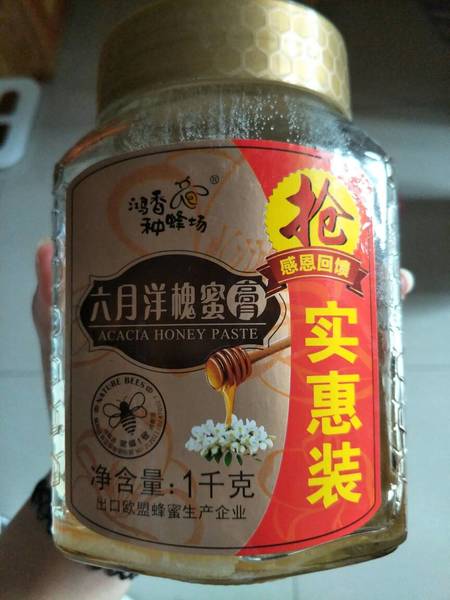 鸿香
种蜂场
®
六月洋槐蜜膏
ACACIA HONEY PASTE
NATURE BEES
净含量:1千克
出口欧盟蜂蜜生产企业
抢
感恩回馈
实惠装